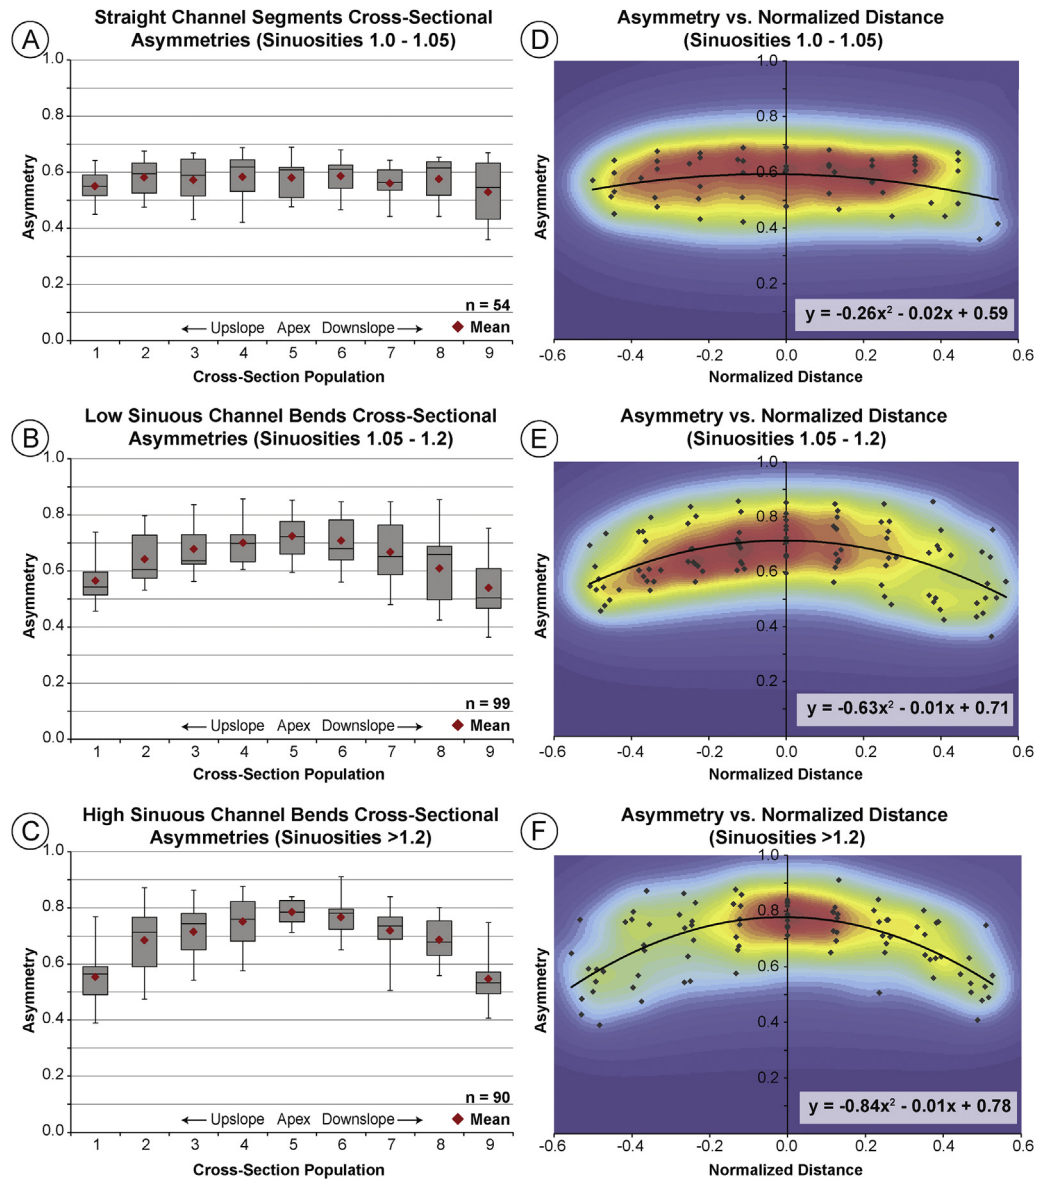 A
Straight Channel Segments Cross-Sectional
Asymmetries (Sinuosities 1.0 - 1.05)
Asymmetry
1.0
0.8
0.6
0.4
0.2
0.0
n = 54
← Upslope Apex Downslope →
Mean
1 2 3 4 5 6 7 8 9
Cross-Section Population
D
Asymmetry vs. Normalized Distance
(Sinuosities 1.0 - 1.05)
Asymmetry
1.0
0.8
0.6
0.4
0.2
y = -0.26x² - 0.02x + 0.59
-0.6 -0.4 -0.2 0.0 0.2 0.4 0.6
Normalized Distance
B
Low Sinuous Channel Bends Cross-Sectional
Asymmetries (Sinuosities 1.05 - 1.2)
Asymmetry
1.0
0.8
0.6
0.4
0.2
0.0
n = 99
← Upslope Apex Downslope →
Mean
1 2 3 4 5 6 7 8 9
Cross-Section Population
E
Asymmetry vs. Normalized Distance
(Sinuosities 1.05 - 1.2)
Asymmetry
1.0
0.8
0.6
0.4
0.2
y = -0.63x² - 0.01x + 0.71
-0.6 -0.4 -0.2 0.0 0.2 0.4 0.6
Normalized Distance
C
High Sinuous Channel Bends Cross-Sectional
Asymmetries (Sinuosities >1.2)
Asymmetry
1.0
0.8
0.6
0.4
0.2
0.0
n = 90
← Upslope Apex Downslope →
Mean
1 2 3 4 5 6 7 8 9
Cross-Section Population
F
Asymmetry vs. Normalized Distance
(Sinuosities >1.2)
Asymmetry
1.0
0.8
0.6
0.4
0.2
y = -0.84x² - 0.01x + 0.78
-0.6 -0.4 -0.2 0.0 0.2 0.4 0.6
Normalized Distance